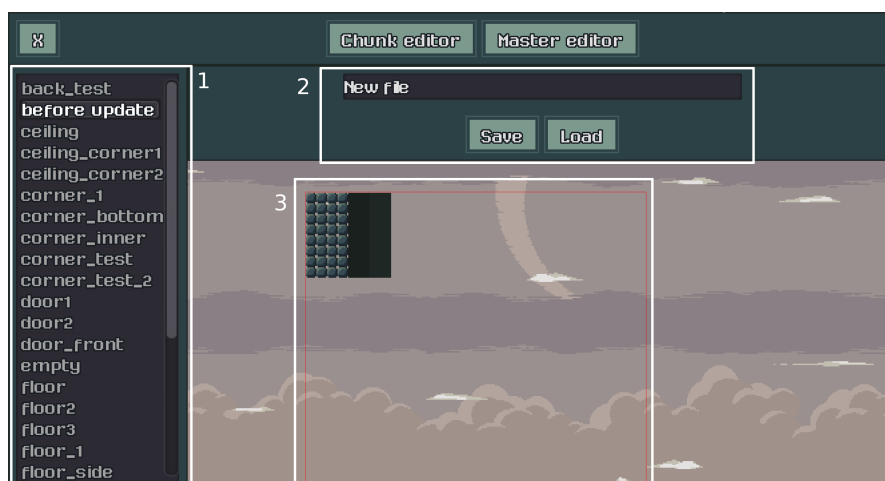 X
Chunk editor
Master editor
1
back_test
before update
ceiling
ceiling_corner1
ceiling_corner2
corner_1
corner_bottom
corner_inner
corner_test
corner_test_2
door1
door2
door_front
empty
floor
floor2
floor3
floor_1
floor_side
2
New file
Save
Load
3